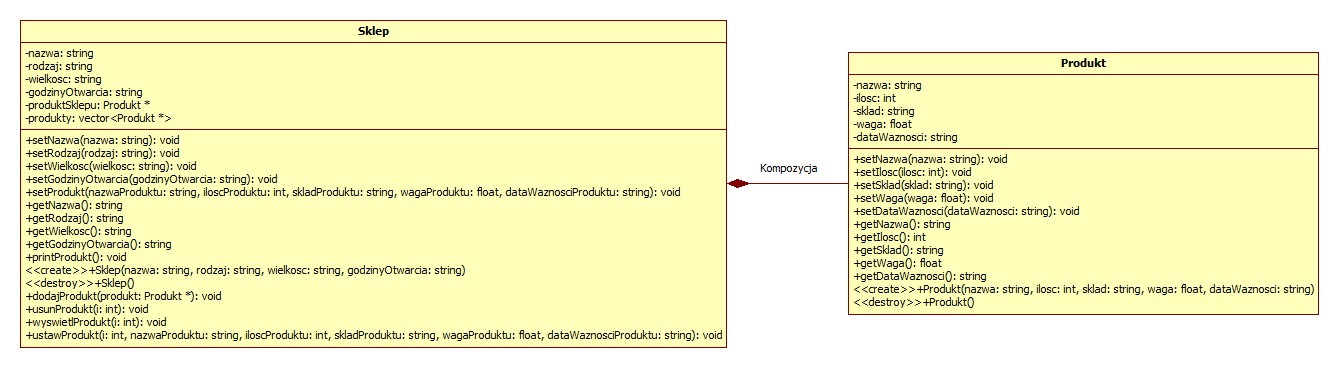 Sklep
-nazwa: string
-rodzaj: string
-wielkosc: string
-godzinyOtwarcia: string
-produktSklepu: Produkt *
-produkty: vector<Produkt *>
+setNazwa(nazwa: string): void
+setRodzaj(rodzaj: string): void
+setWielkosc(wielkosc: string): void
+setGodzinyOtwarcia(godzinyOtwarcia: string): void
+setProdukt(nazwaProduktu: string, iloscProduktu: int, skladProduktu: string, wagaProduktu: float, dataWaznosciProduktu: string): void
+getNazwa(): string
+getRodzaj(): string
+getWielkosc(): string
+getGodzinyOtwarcia(): string
+printProdukt(): void
<<create>>+Sklep(nazwa: string, rodzaj: string, wielkosc: string, godzinyOtwarcia: string)
<<destroy>>+Sklep()
+dodajProdukt(produkt: Produkt *): void
+usunProdukt(i: int): void
+wyswietlProdukt(i: int): void
+ustawProdukt(i: int, nazwaProduktu: string, iloscProduktu: int, skladProduktu: string, wagaProduktu: float, dataWaznosciProduktu: string): void
Kompozycja
Produkt
-nazwa: string
-ilosc: int
-sklad: string
-waga: float
-dataWaznosci: string
+setNazwa(nazwa: string): void
+setIlosc(ilosc: int): void
+setSklad(sklad: string): void
+setWaga(waga: float): void
+setDataWaznosci(dataWaznosci: string): void
+getNazwa(): string
+getIlosc(): int
+getSklad(): string
+getWaga(): float
+getDataWaznosci(): string
<<create>>+Produkt(nazwa: string, ilosc: int, sklad: string, waga: float, dataWaznosci: string)
<<destroy>>+Produkt()